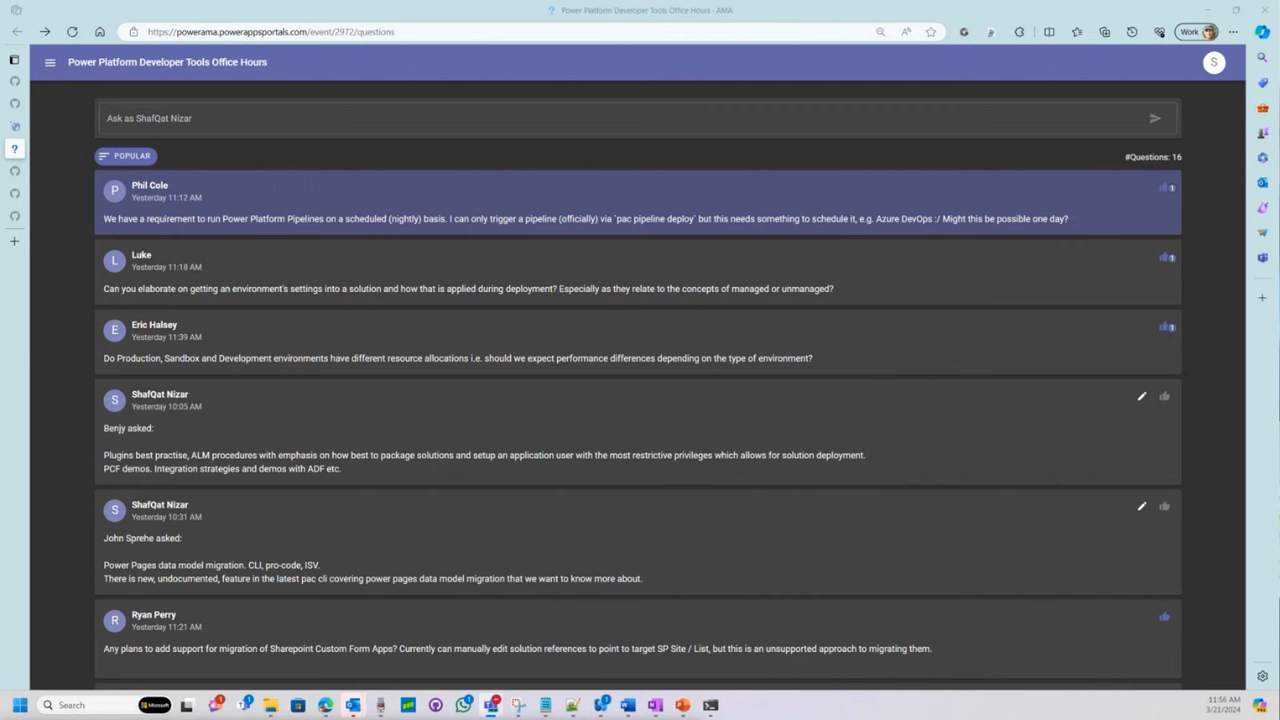 Power Platform Developer Tools Office Hours - AMA
https://powerama.powerappsportals.com/event/2972/questions
Work
Power Platform Developer Tools Office Hours
S
Ask as ShafQat Nizar
POPULAR
#Questions: 16
P
Phil Cole
Yesterday 11:12 AM
1
We have a requirement to run Power Platform Pipelines on a scheduled (nightly) basis. I can only trigger a pipeline (officially) via `pac pipeline deploy` but this needs something to schedule it, e.g. Azure DevOps :/ Might this be possible one day?
L
Luke
Yesterday 11:18 AM
1
Can you elaborate on getting an environment's settings into a solution and how that is applied during deployment? Especially as they relate to the concepts of managed or unmanaged?
E
Eric Halsey
Yesterday 11:39 AM
1
Do Production, Sandbox and Development environments have different resource allocations i.e. should we expect performance differences depending on the type of environment?
S
ShafQat Nizar
Yesterday 10:05 AM
Benjy asked:
Plugins best practise, ALM procedures with emphasis on how best to package solutions and setup an application user with the most restrictive privileges which allows for solution deployment.
PCF demos. Integration strategies and demos with ADF etc.
S
ShafQat Nizar
Yesterday 10:31 AM
John Sprehe asked:
Power Pages data model migration. CLI, pro-code, ISV.
There is new, undocumented, feature in the latest pac cli covering power pages data model migration that we want to know more about.
R
Ryan Perry
Yesterday 11:21 AM
Any plans to add support for migration of Sharepoint Custom Form Apps? Currently can manually edit solution references to point to target SP Site / List, but this is an unsupported approach to migrating them.
Search
Microsoft
11:56 AM
3/21/2024